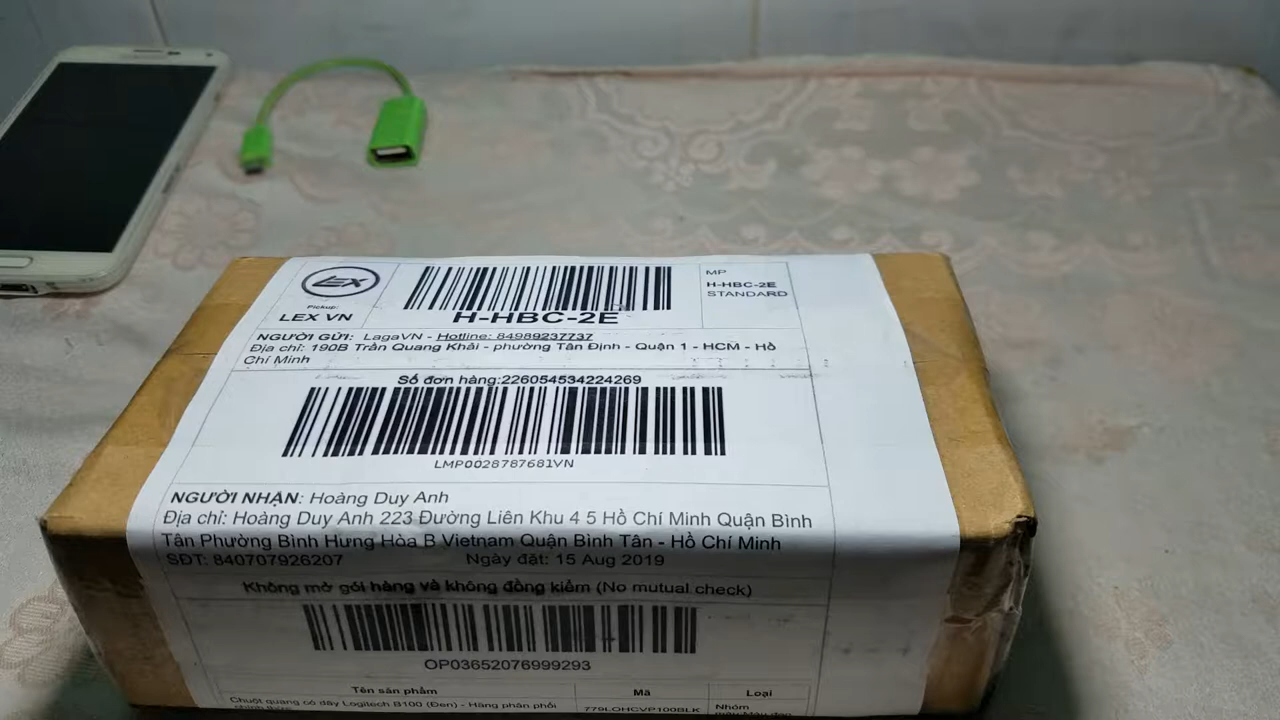 LEX
Pickup:
LEX VN
H-HBC-2E
MP
H-HBC-2E
STANDARD
NGƯỜI GỬI: LagaVN - Hotline: 84989237737
Địa chỉ: 190B Trần Quang Khải - phường Tân Định - Quận 1 - HCM - Hồ
Chí Minh
Số đơn hàng:226054534224269
LMP0028787681VN
NGƯỜI NHẬN: Hoàng Duy Anh
Địa chỉ: Hoàng Duy Anh 223 Đường Liên Khu 4 5 Hồ Chí Minh Quận Bình
Tân Phường Bình Hưng Hòa B Vietnam Quận Bình Tân - Hồ Chí Minh
SĐT: 840707926207 Ngày đặt: 15 Aug 2019
Không mở gói hàng và không đồng kiểm (No mutual check)
OP03652076999293
Tên sản phẩm Mã Loại
Chuột quang có dây Logitech B100 (Đen) - Hàng phân phối 779LOHCVP100BLK Nhóm